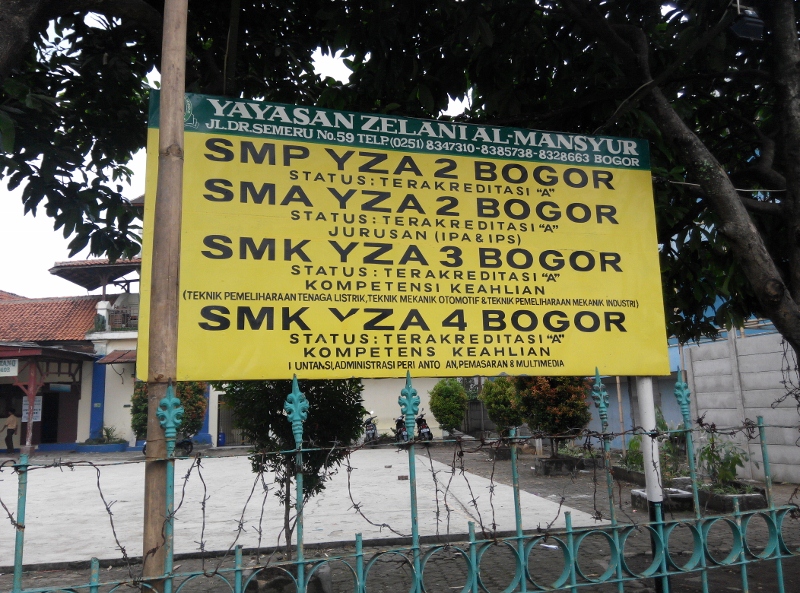 YAYASAN ZELANI AL-MANSYUR
JL.DR.SEMERU No.59 TELP.(0251) 8347310-8385738-8328663 BOGOR
SMP YZA 2 BOGOR
STATUS:TERAKREDITASI "A"
SMA YZA 2 BOGOR
STATUS:TERAKREDITASI "A"
JURUSAN (IPA & IPS)
SMK YZA 3 BOGOR
STATUS:TERAKREDITASI "A"
KOMPETENSI KEAHLIAN
(TEKNIK PEMELIHARAAN TENAGA LISTRIK,TEKNIK MEKANIK OTOMOTIF & TEKNIK PEMELIHARAAN MEKANIK INDUSTRI)
SMK YZA 4 BOGOR
STATUS:TERAKREDITASI "A"
KOMPETENS KEAHLIAN
UNTANSI,ADMINISTRASI PERKANTORAN,PEMASARAN & MULTIMEDIA